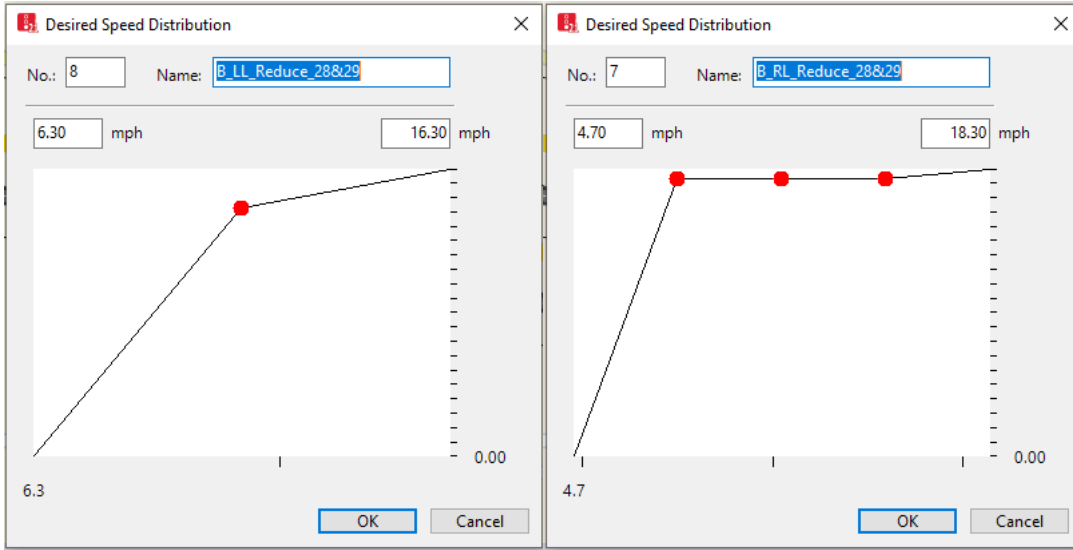 Desired Speed Distribution
No.: 8 Name: B_LL_Reduce_28&29
6.30 mph 16.30 mph
0.00
6.3
OK Cancel
Desired Speed Distribution
No.: 7 Name: B_RL_Reduce_28&29
4.70 mph 18.30 mph
0.00
4.7
OK Cancel